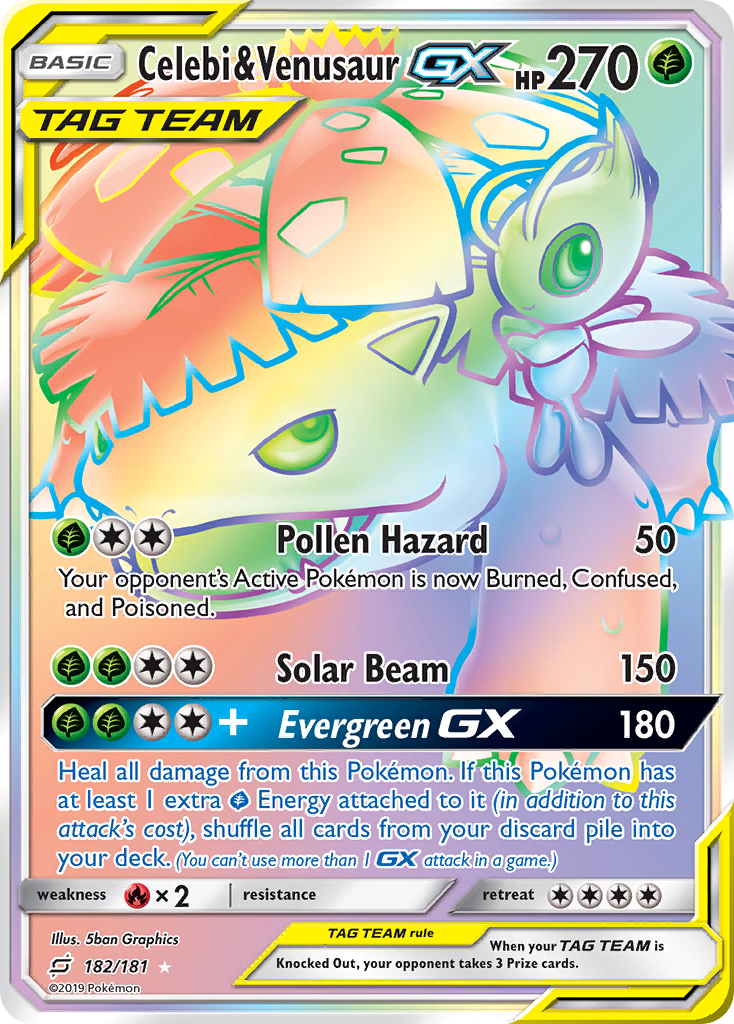 BASIC Celebi&Venusaur GX HP270
TAG TEAM
Pollen Hazard 50
Your opponent's Active Pokémon is now Burned, Confused,
and Poisoned.
Solar Beam 150
+ Evergreen GX 180
Heal all damage from this Pokémon. If this Pokémon has
at least 1 extra Energy attached to it (in addition to this
attack's cost), shuffle all cards from your discard pile into
your deck. (You can't use more than 1 GX attack in a game.)
weakness ×2 resistance retreat
Illus. 5ban Graphics
182/181
©2019 Pokémon
TAG TEAM rule
When your TAG TEAM is
Knocked Out, your opponent takes 3 Prize cards.